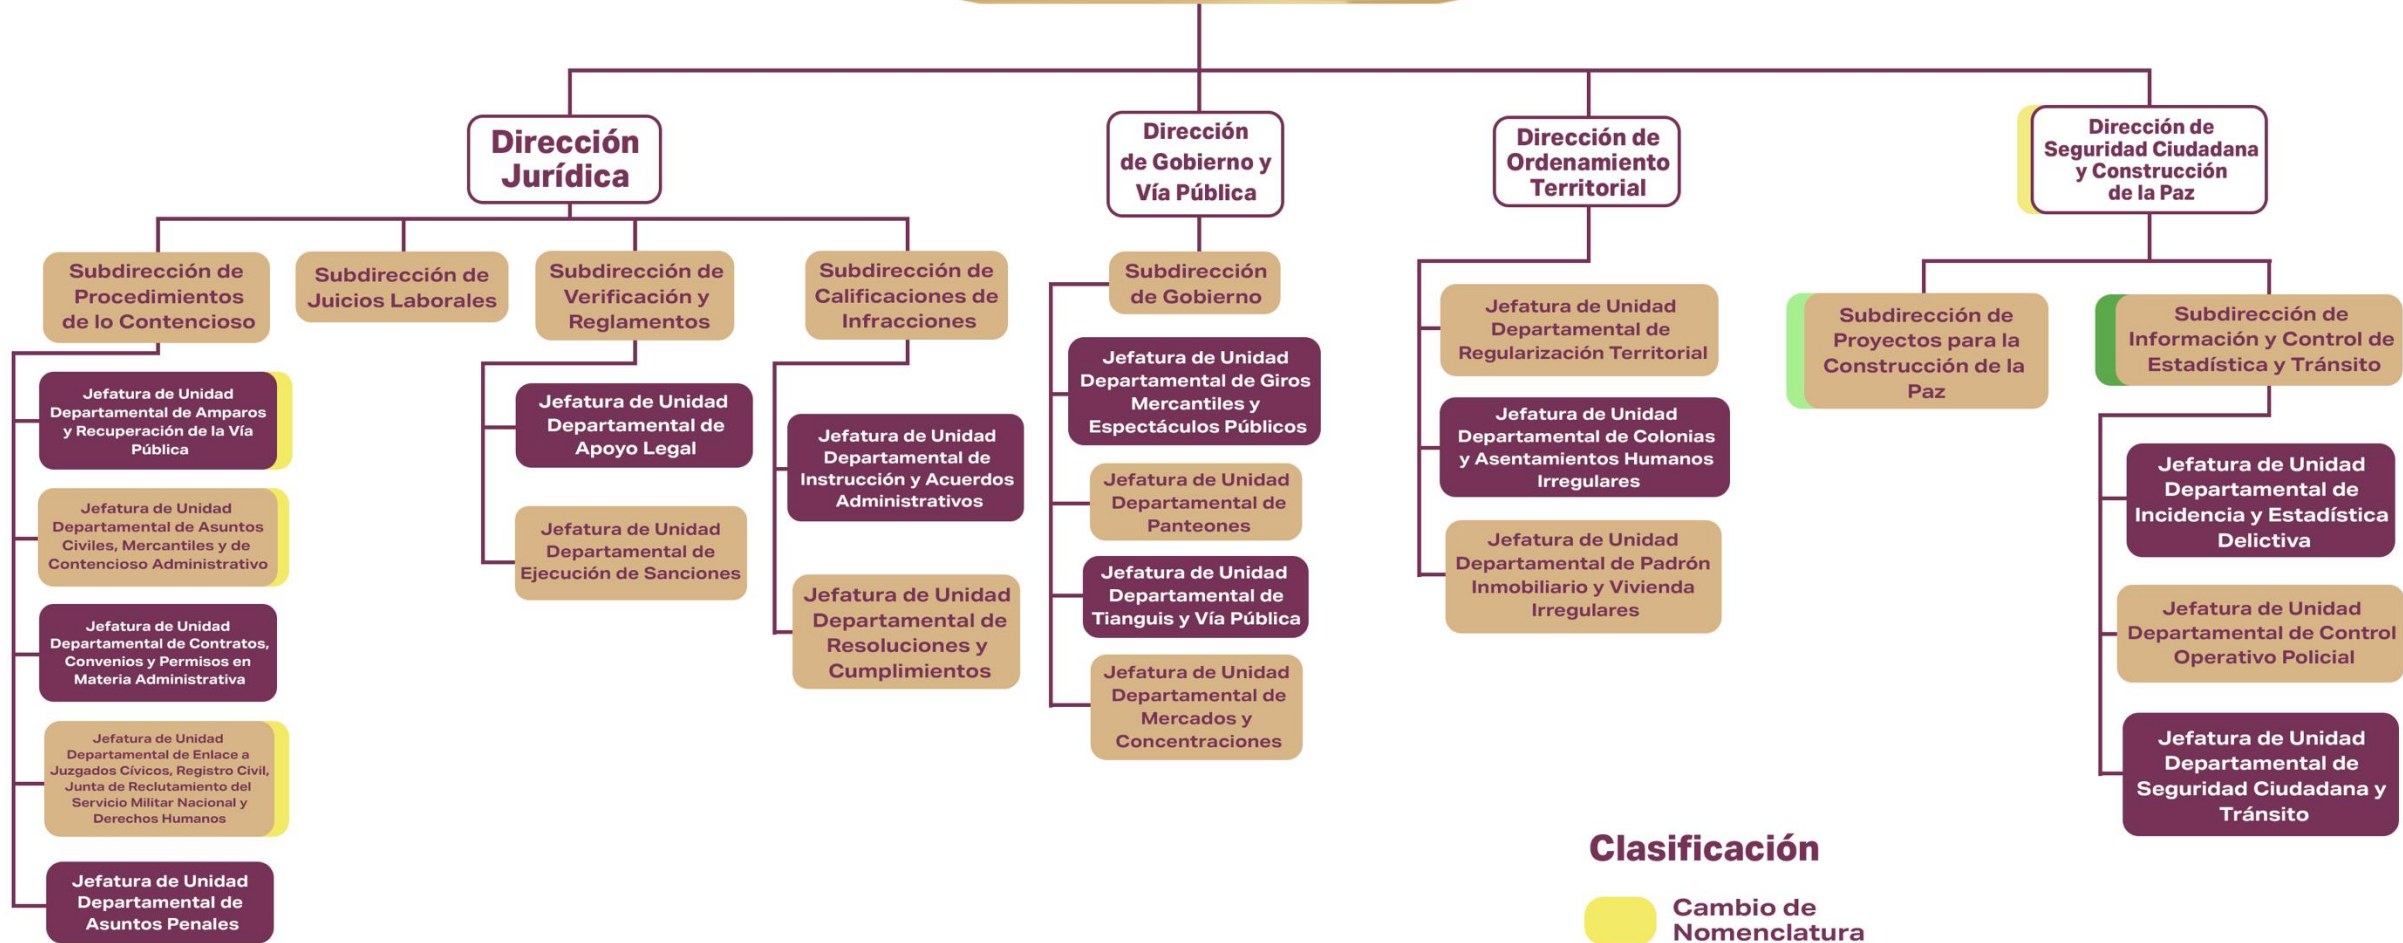 Dirección
Jurídica
Dirección
de Gobierno y
Vía Pública
Dirección de
Ordenamiento
Territorial
Dirección de
Seguridad Ciudadana
y Construcción
de la Paz
Subdirección de
Procedimientos
de lo Contencioso
Subdirección de
Juicios Laborales
Subdirección de
Verificación y
Reglamentos
Subdirección de
Calificaciones de
Infracciones
Subdirección
de Gobierno
Jefatura de Unidad
Departamental de
Regularización Territorial
Subdirección de
Proyectos para la
Construcción de la
Paz
Subdirección de
Información y Control de
Estadística y Tránsito
Jefatura de Unidad
Departamental de Amparos
y Recuperación de la Vía
Pública
Jefatura de Unidad
Departamental de Asuntos
Civiles, Mercantiles y de
Contencioso Administrativo
Jefatura de Unidad
Departamental de Contratos,
Convenios y Permisos en
Materia Administrativa
Jefatura de Unidad
Departamental de Enlace a
Juzgados Cívicos, Registro Civil,
Junta de Reclutamiento del
Servicio Militar Nacional y
Derechos Humanos
Jefatura de Unidad
Departamental de
Asuntos Penales
Jefatura de Unidad
Departamental de
Apoyo Legal
Jefatura de Unidad
Departamental de
Ejecución de Sanciones
Jefatura de Unidad
Departamental de
Instrucción y Acuerdos
Administrativos
Jefatura de Unidad
Departamental de
Resoluciones y
Cumplimientos
Jefatura de Unidad
Departamental de Giros
Mercantiles y
Espectáculos Públicos
Jefatura de Unidad
Departamental de
Panteones
Jefatura de Unidad
Departamental de
Tianguis y Vía Pública
Jefatura de Unidad
Departamental de
Mercados y
Concentraciones
Jefatura de Unidad
Departamental de Colonias
y Asentamientos Humanos
Irregulares
Jefatura de Unidad
Departamental de Padrón
Inmobiliario y Vivienda
Irregulares
Jefatura de Unidad
Departamental de
Incidencia y Estadística
Delictiva
Jefatura de Unidad
Departamental de Control
Operativo Policial
Jefatura de Unidad
Departamental de
Seguridad Ciudadana y
Tránsito
Clasificación
Cambio de
Nomenclatura